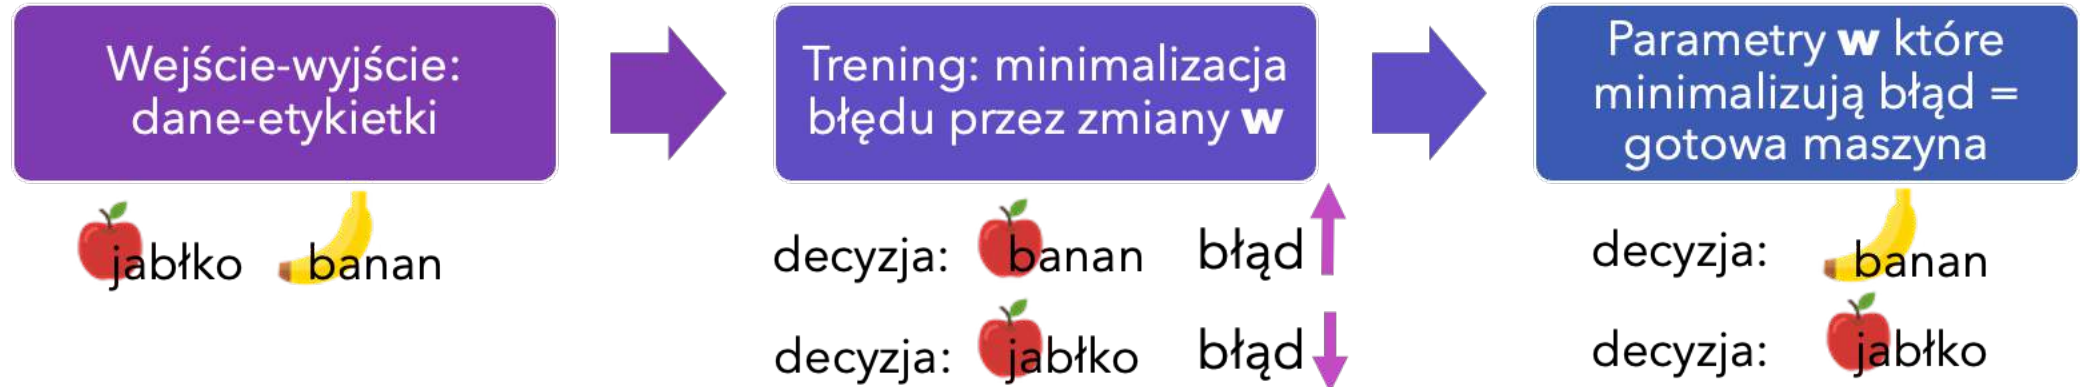 Wejście-wyjście:
dane-etykietki
jabłko banan
Trening: minimalizacja
błędu przez zmiany w
decyzja: banan błąd
decyzja: jabłko błąd
Parametry w które
minimalizują błąd =
gotowa maszyna
decyzja: banan
decyzja: jabłko